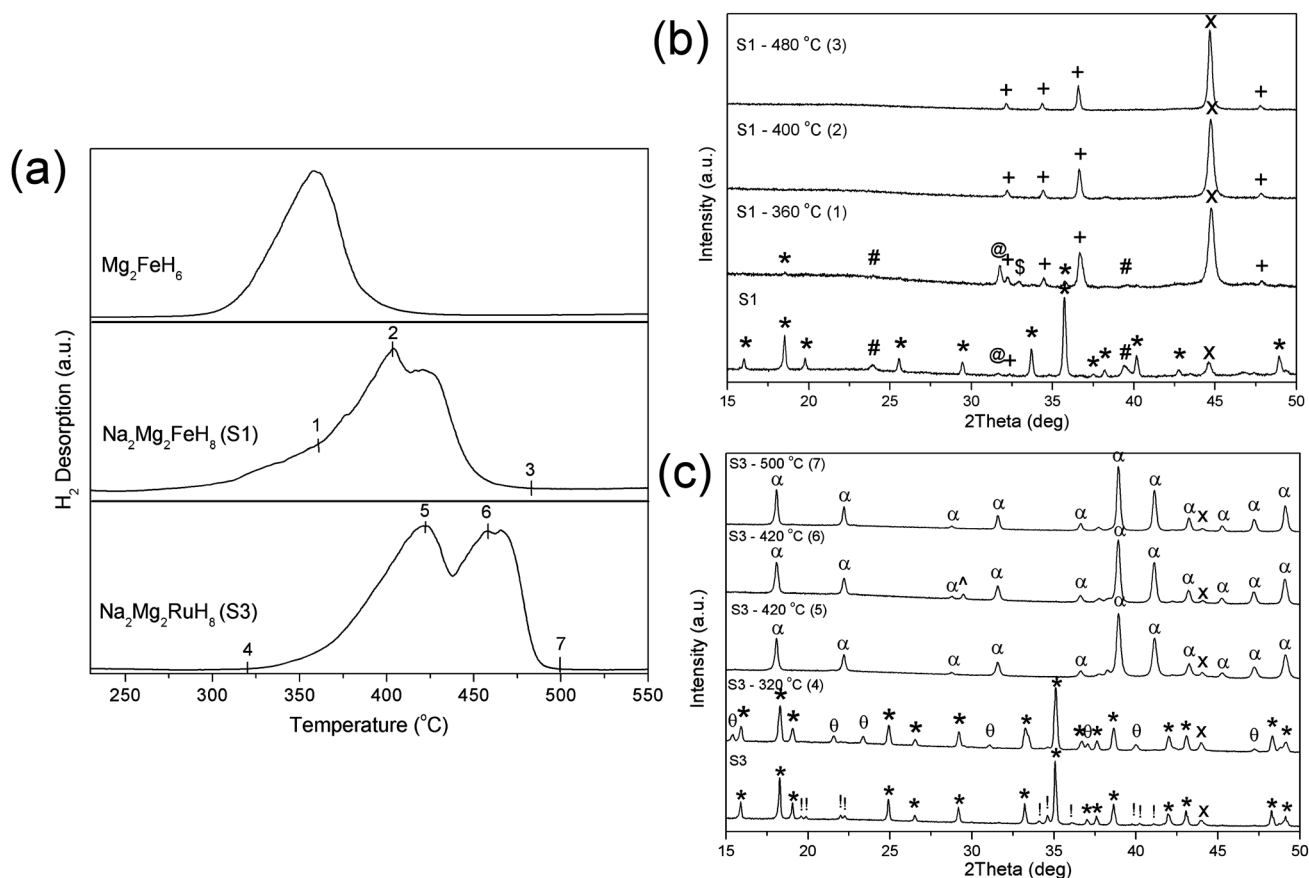 (a)
Mg₂FeH₆
2
1
3
Na₂Mg₂FeH₈ (S1)
5
6
4
7
Na₂Mg₂RuH₈ (S3)
H₂ Desorption (a.u.)
250 300 350 400 450 500 550
Temperature (°C)
(b)
S1 - 480 °C (3)
+ + + x +
S1 - 400 °C (2)
+ + + x +
S1 - 360 °C (1)
* # @ + $ + * + # x +
S1
* * * # * * @ + * * * * # * * x *
Intensity (a.u.)
15 20 25 30 35 40 45 50
2Theta (deg)
(c)
S3 - 500 °C (7)
α α α α α α α α x α α α
S3 - 420 °C (6)
α α α ^ α α α α α x α α α
S3 - 420 °C (5)
α α α α α α α α x α α α
S3 - 320 °C (4)
θ * * * θ θ * * * θ * * * θ * * θ * * x θ * *
S3
* * * !! !! * * * * ! ! * ! * * * ! ! ! * * x * *
Intensity (a.u.)
15 20 25 30 35 40 45 50
2Theta (deg)